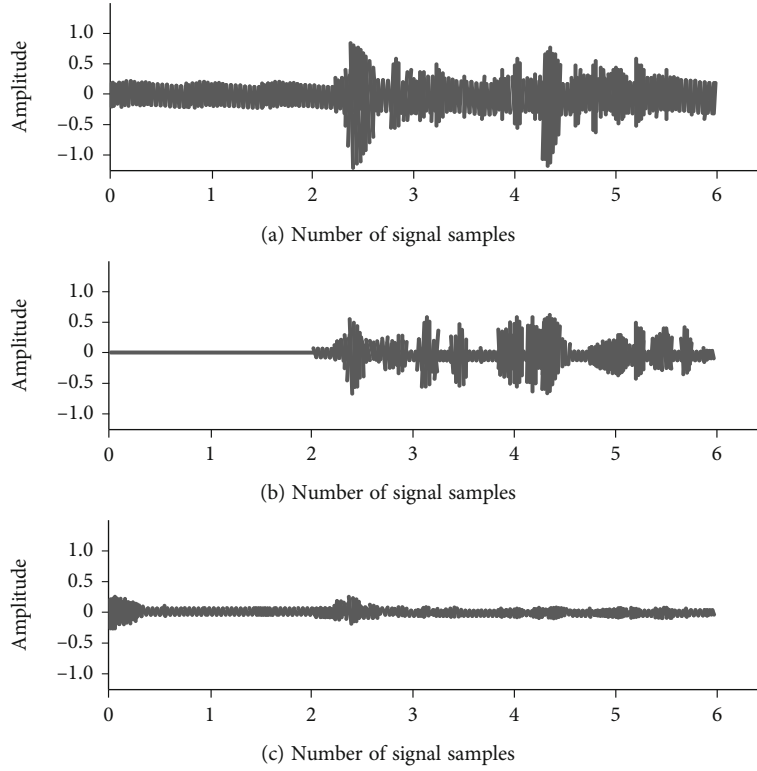 Amplitude
1.0
0.5
0
–0.5
–1.0
0 1 2 3 4 5 6
(a) Number of signal samples
Amplitude
1.0
0.5
0
–0.5
–1.0
0 1 2 3 4 5 6
(b) Number of signal samples
Amplitude
1.0
0.5
0
–0.5
–1.0
0 1 2 3 4 5 6
(c) Number of signal samples